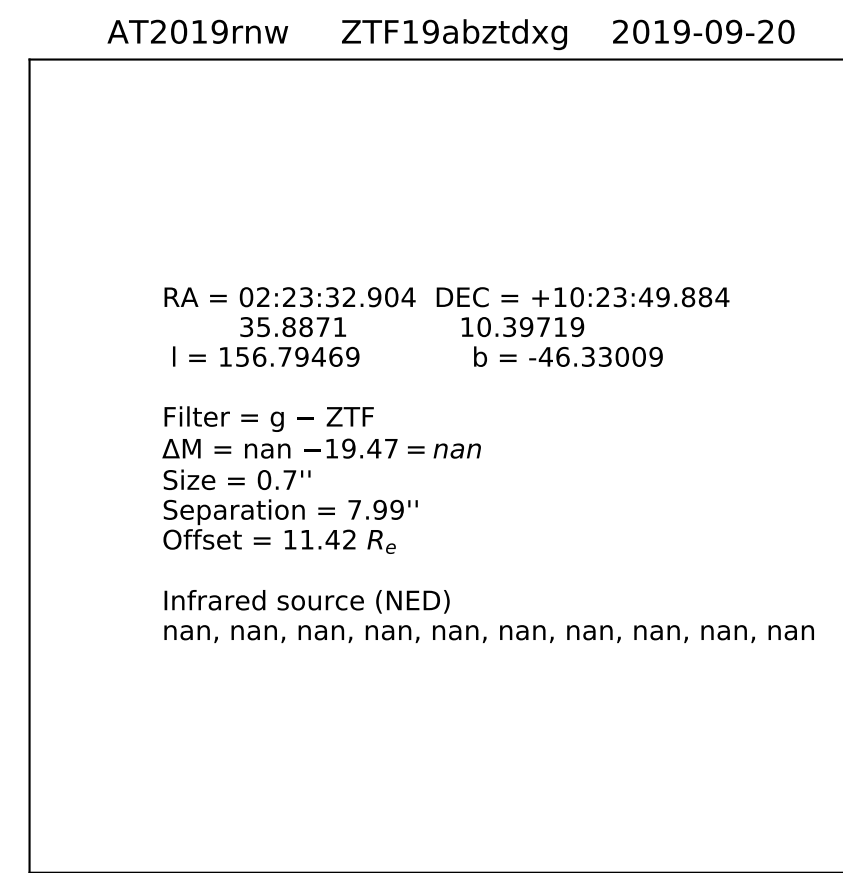 AT2019rnw ZTF19abztdxg 2019-09-20
RA = 02:23:32.904 DEC = +10:23:49.884
35.8871 10.39719
l = 156.79469 b = -46.33009
Filter = g − ZTF
ΔM = nan −19.47 = nan
Size = 0.7''
Separation = 7.99''
Offset = 11.42 Re
Infrared source (NED)
nan, nan, nan, nan, nan, nan, nan, nan, nan, nan